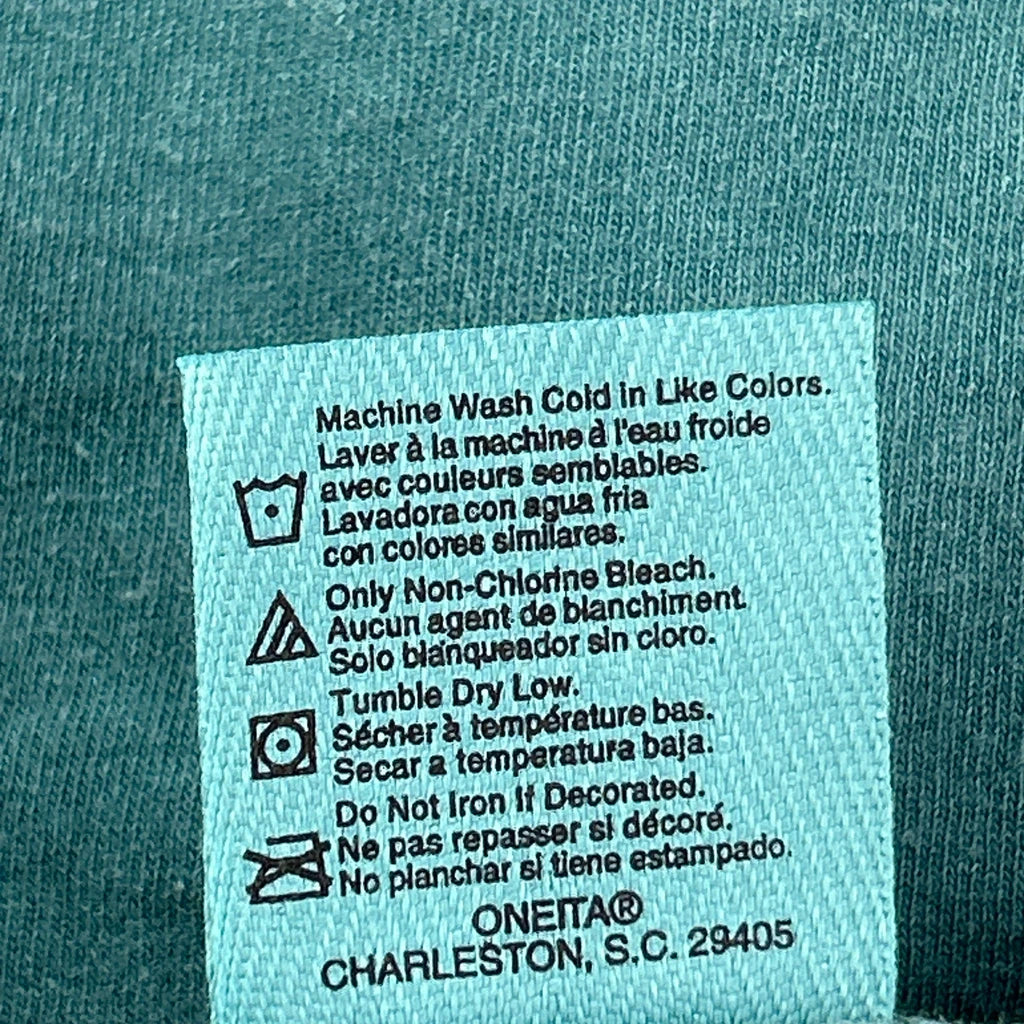 Machine Wash Cold in Like Colors.
Laver à la machine à l'eau froide
avec couleurs semblables.
Lavadora con agua fria
con colores similares.
Only Non-Chlorine Bleach.
Aucun agent de blanchiment.
Solo blanqueador sin cloro.
Tumble Dry Low.
Sécher à température bas.
Secar a temperatura baja.
Do Not Iron If Decorated.
Ne pas repasser si décoré.
No planchar si tiene estampado.
ONEITA®
CHARLESTON, S.C. 29405